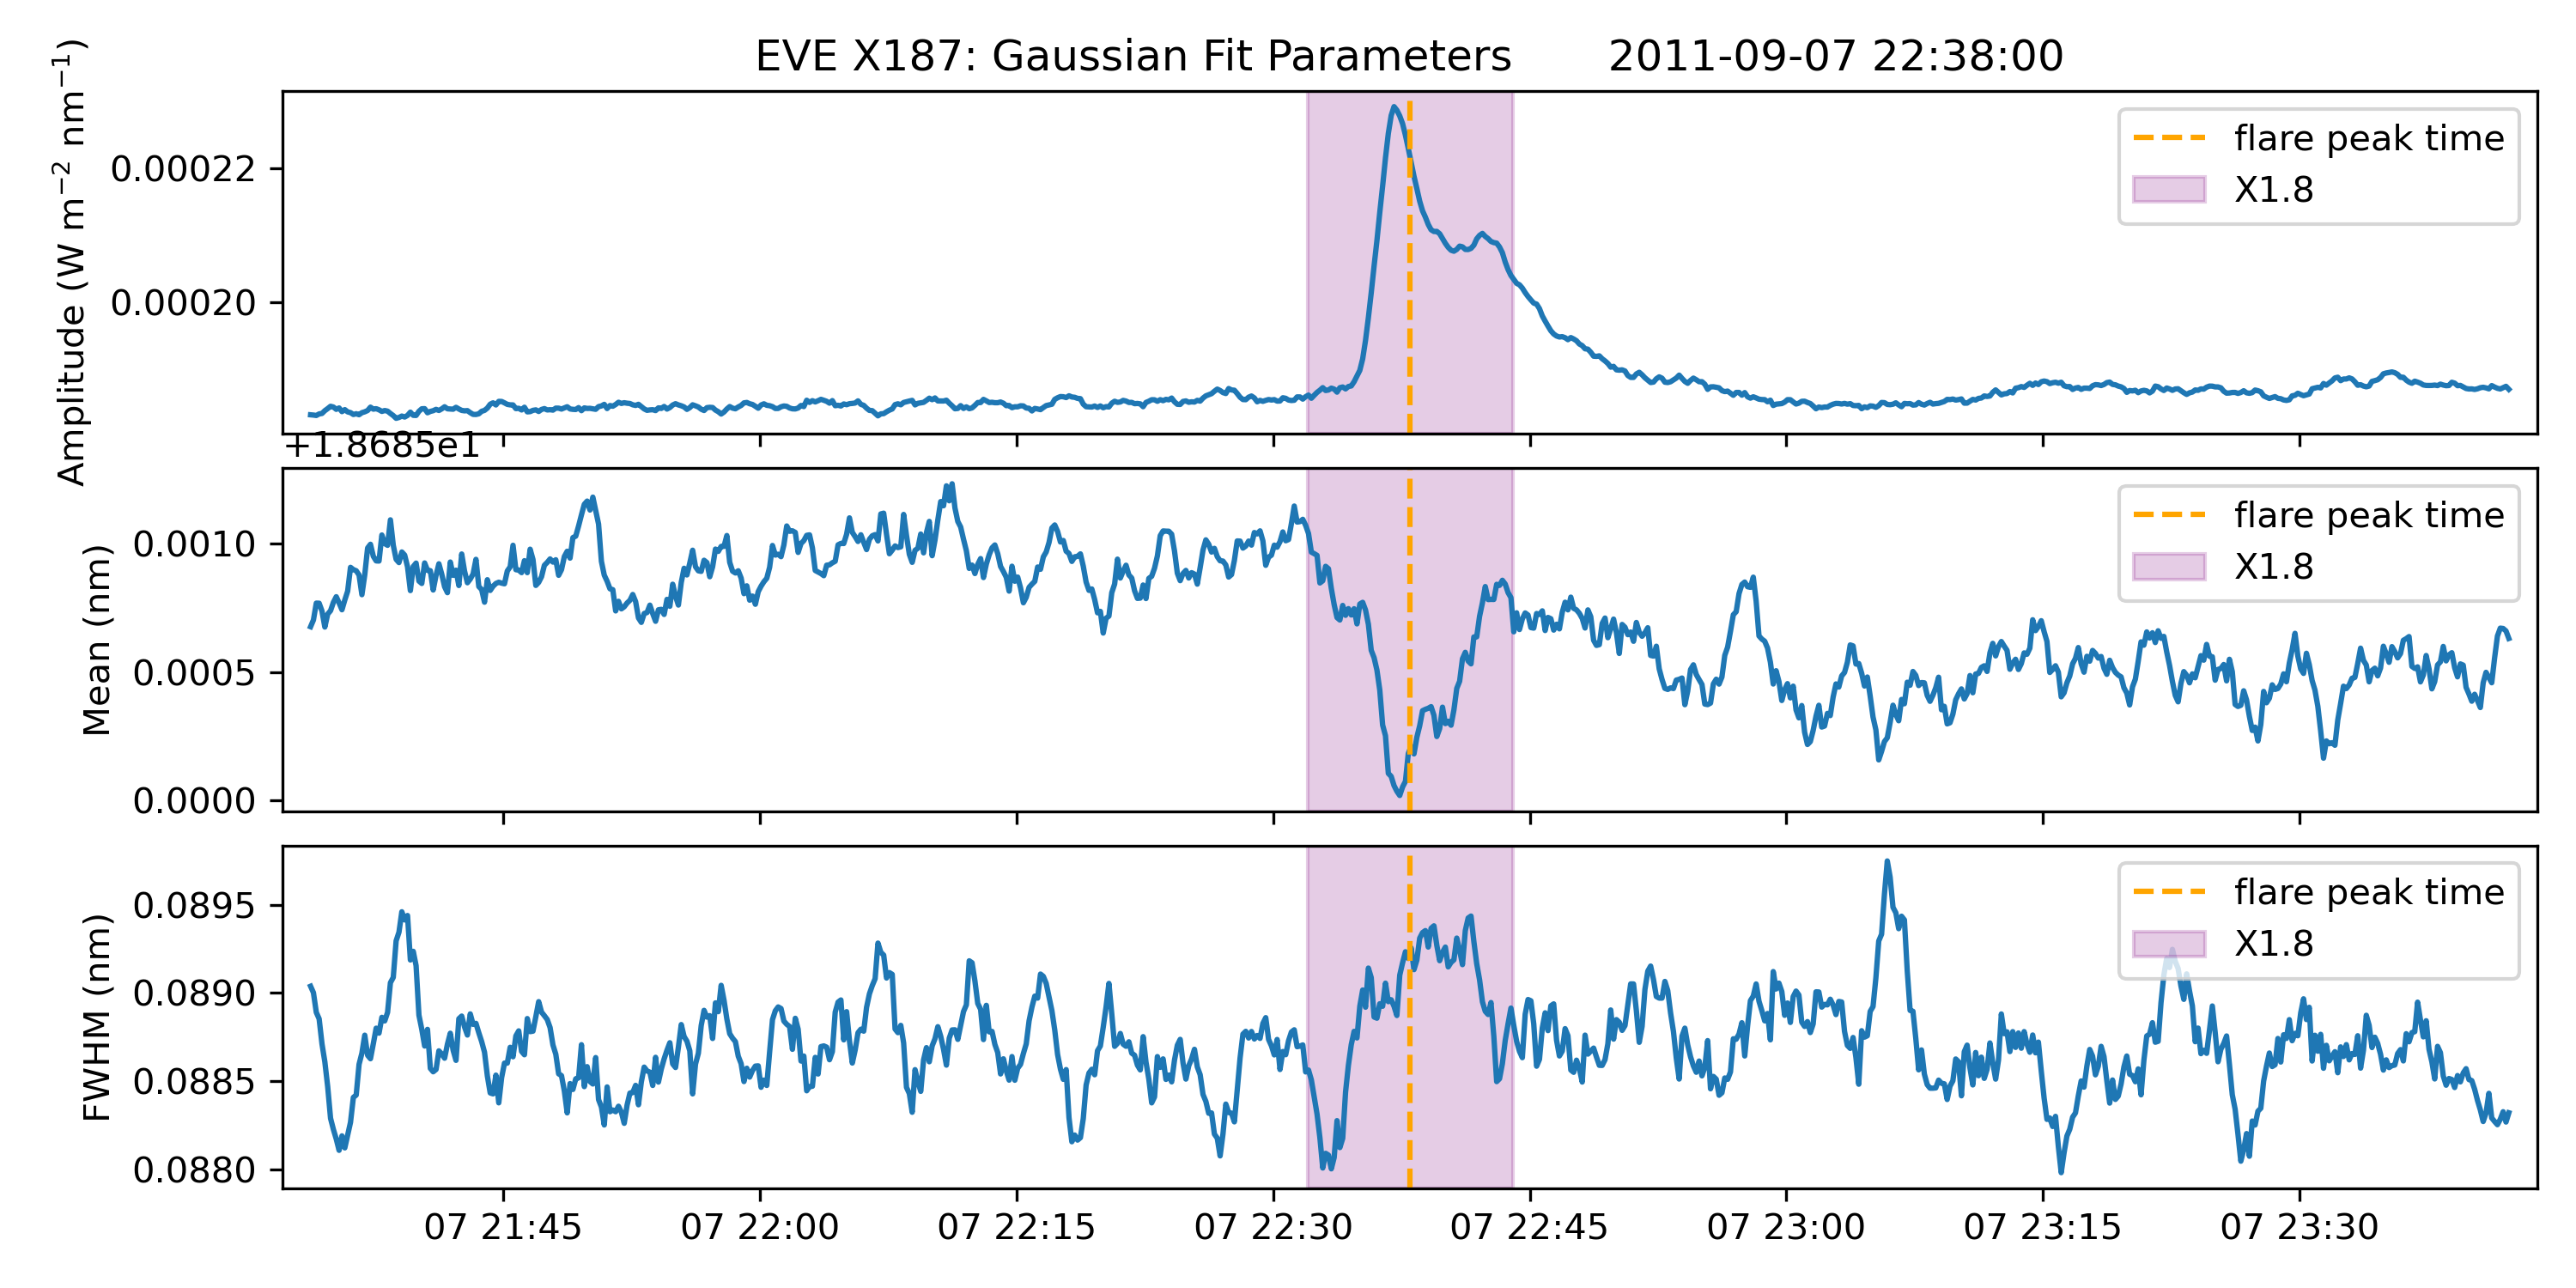 EVE X187: Gaussian Fit Parameters 2011-09-07 22:38:00
Amplitude (W m⁻² nm⁻¹)
0.00022
0.00020
flare peak time
X1.8
+1.8685e1
Mean (nm)
0.0010
0.0005
0.0000
flare peak time
X1.8
FWHM (nm)
0.0895
0.0890
0.0885
0.0880
flare peak time
X1.8
07 21:45 07 22:00 07 22:15 07 22:30 07 22:45 07 23:00 07 23:15 07 23:30